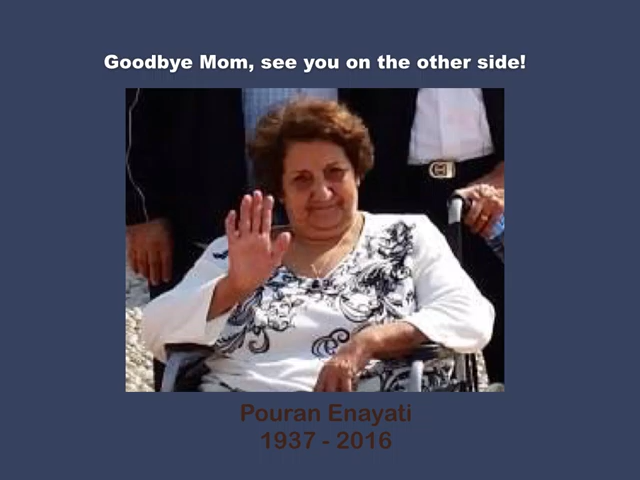 Goodbye Mom, see you on the other side!
Pouran Enayati
1937 - 2016